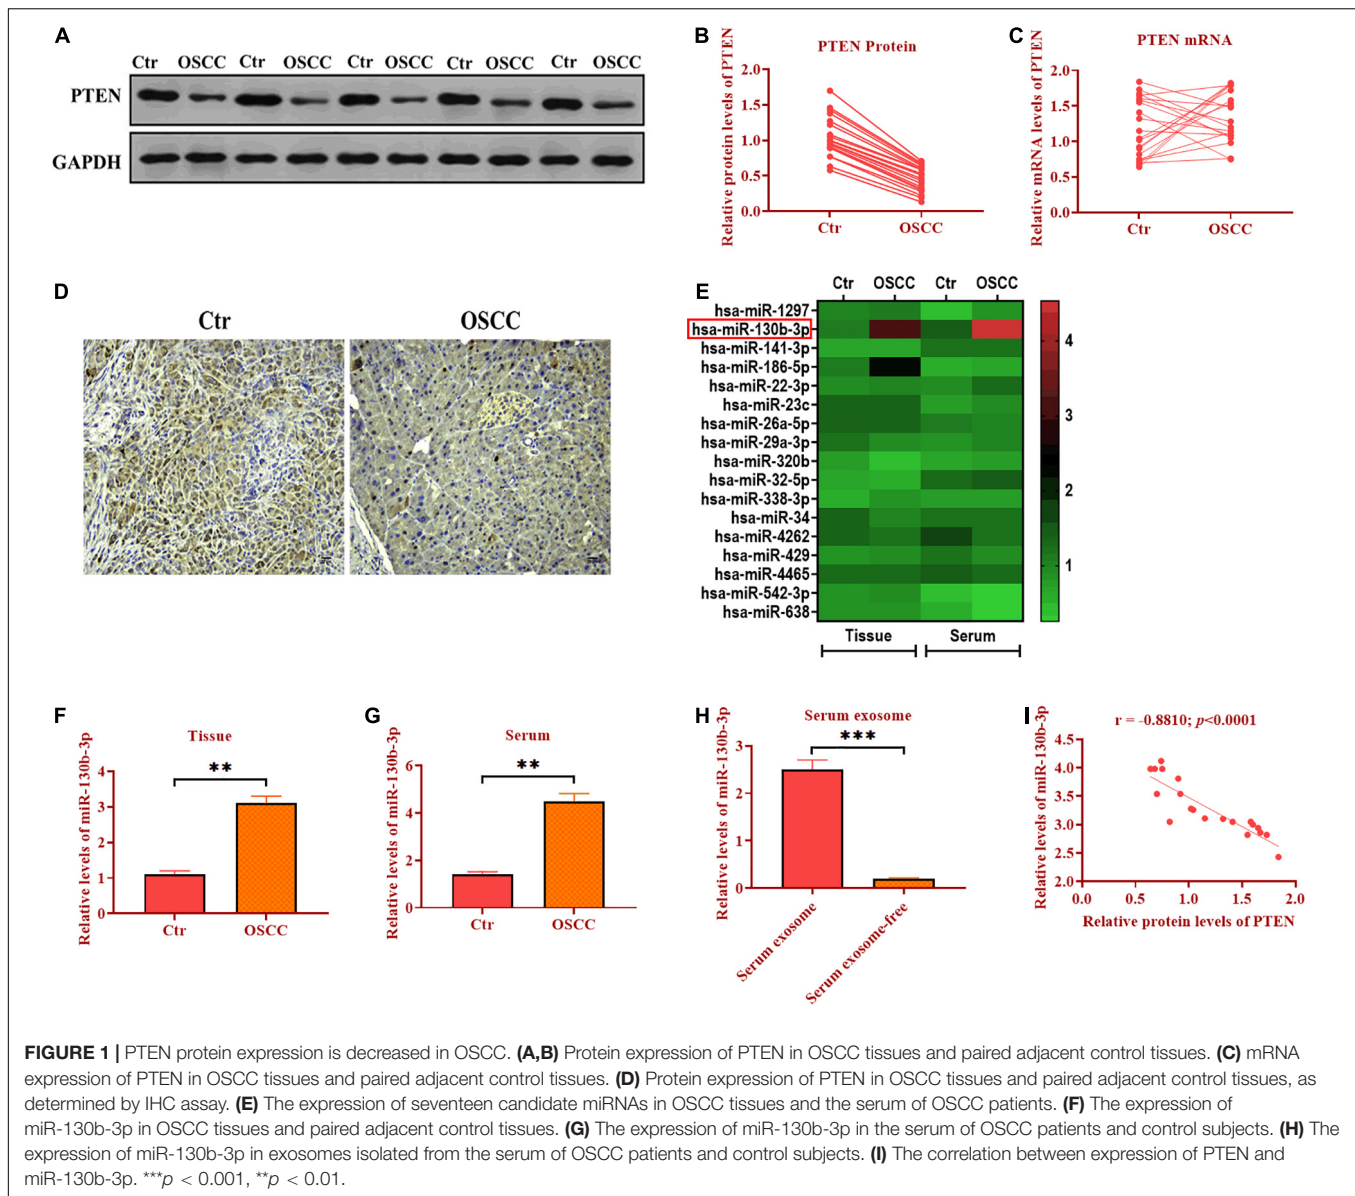 A
Ctr OSCC Ctr OSCC Ctr OSCC Ctr OSCC Ctr OSCC
PTEN
GAPDH
B
PTEN Protein
Relative protein levels of PTEN
2.0
1.5
1.0
0.5
0.0
Ctr OSCC
C
PTEN mRNA
Relative mRNA levels of PTEN
2.0
1.5
1.0
0.5
0.0
Ctr OSCC
D
Ctr OSCC
E
Ctr OSCC Ctr OSCC
hsa-miR-1297
hsa-miR-130b-3p
hsa-miR-141-3p
hsa-miR-186-5p
hsa-miR-22-3p
hsa-miR-23c
hsa-miR-26a-5p
hsa-miR-29a-3p
hsa-miR-320b
hsa-miR-32-5p
hsa-miR-338-3p
hsa-miR-34
hsa-miR-4262
hsa-miR-429
hsa-miR-4465
hsa-miR-542-3p
hsa-miR-638
Tissue Serum
4
3
2
1
F
Tissue
Relative levels of miR-130b-3p
**
4
3
2
1
0
Ctr OSCC
G
Serum
Relative levels of miR-130b-3p
**
6
4
2
0
Ctr OSCC
H
Serum exosome
Relative levels of miR-130b-3p
***
3
2
1
0
Serum exosome
Serum exosome-free
I
r = -0.8810; p<0.0001
Relative levels of miR-130b-3p
4.5
4.0
3.5
3.0
2.5
2.0
0.0 0.5 1.0 1.5 2.0
Relative protein levels of PTEN
FIGURE 1 | PTEN protein expression is decreased in OSCC. (A,B) Protein expression of PTEN in OSCC tissues and paired adjacent control tissues. (C) mRNA
expression of PTEN in OSCC tissues and paired adjacent control tissues. (D) Protein expression of PTEN in OSCC tissues and paired adjacent control tissues, as
determined by IHC assay. (E) The expression of seventeen candidate miRNAs in OSCC tissues and the serum of OSCC patients. (F) The expression of
miR-130b-3p in OSCC tissues and paired adjacent control tissues. (G) The expression of miR-130b-3p in the serum of OSCC patients and control subjects. (H) The
expression of miR-130b-3p in exosomes isolated from the serum of OSCC patients and control subjects. (I) The correlation between expression of PTEN and
miR-130b-3p. ***p < 0.001, **p < 0.01.